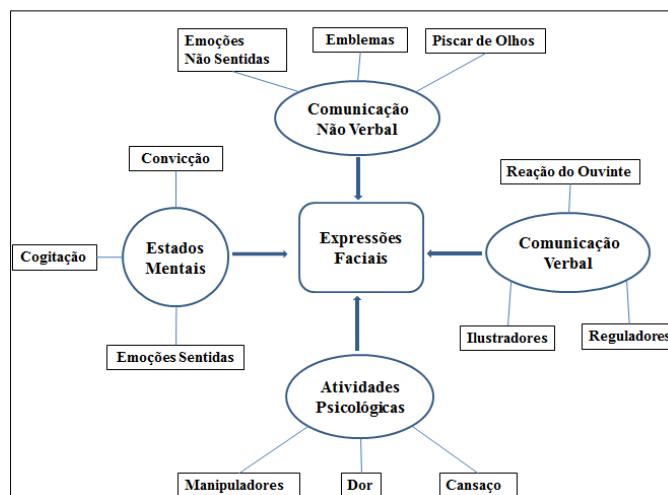 Emoções
Não Sentidas
Emblemas
Piscar de Olhos
Comunicação
Não Verbal
Convicção
Reação do Ouvinte
Cogitação
Estados
Mentais
Expressões
Faciais
Comunicação
Verbal
Emoções Sentidas
Ilustradores
Reguladores
Atividades
Psicológicas
Manipuladores
Dor
Cansaço